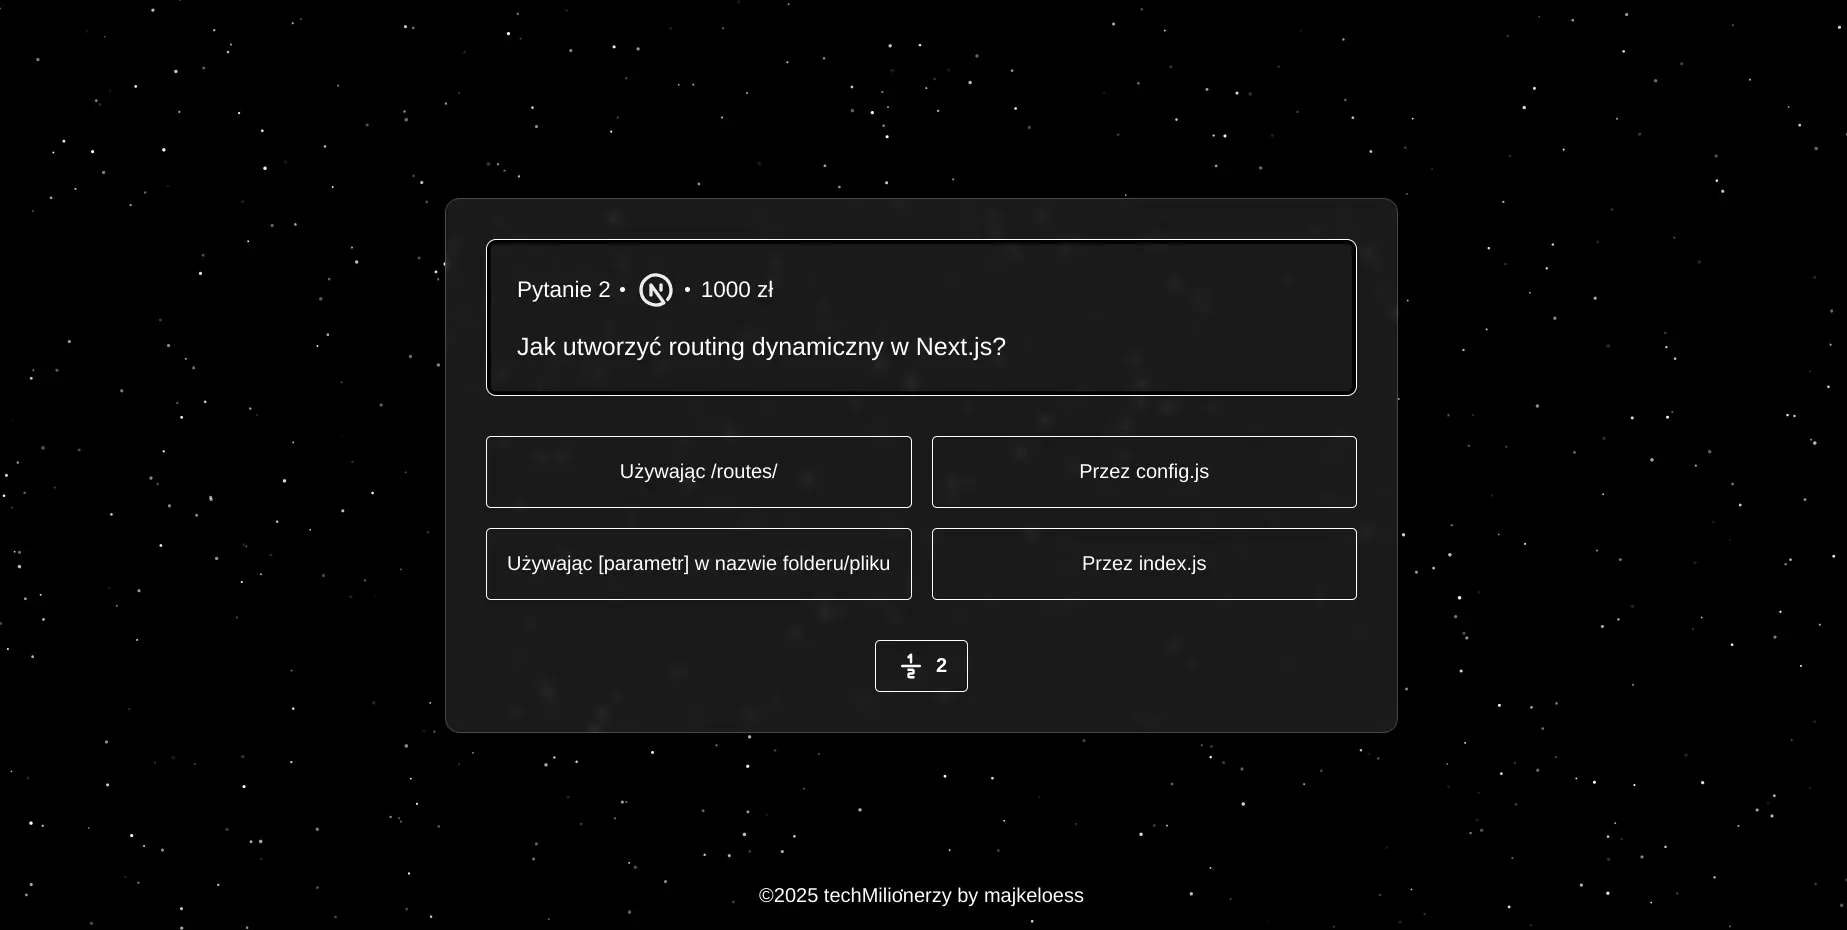 Pytanie 2 • N • 1000 zł
Jak utworzyć routing dynamiczny w Next.js?
Używając /routes/
Przez config.js
Używając [parametr] w nazwie folderu/pliku
Przez index.js
1/2 2
©2025 techMilionerzy by majkeloess